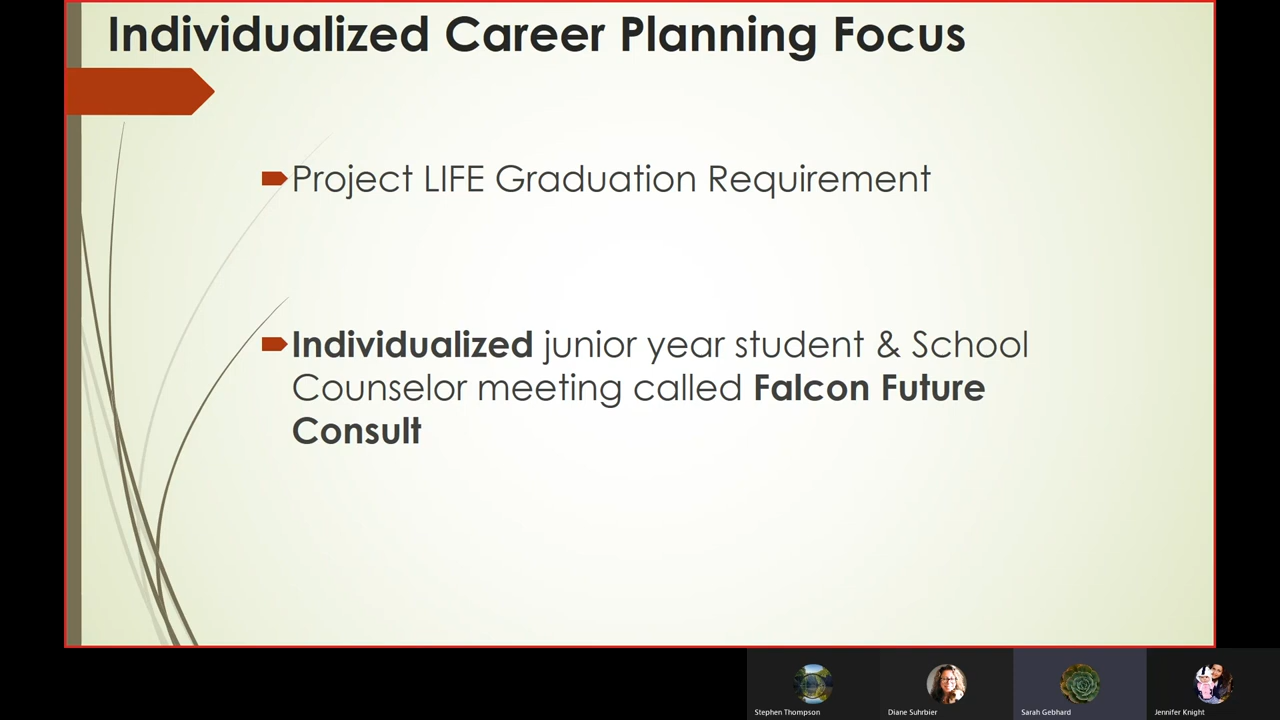 Individualized Career Planning Focus
Project LIFE Graduation Requirement
Individualized junior year student & School
Counselor meeting called Falcon Future
Consult
Stephen Thompson
Diane Suhrbier
Sarah Gebhard
Jennifer Knight